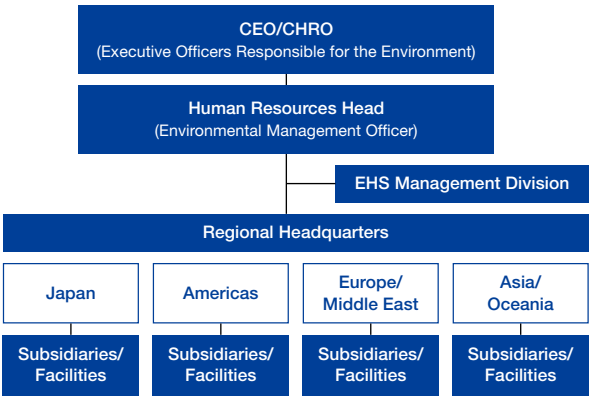 CEO/CHRO
(Executive Officers Responsible for the Environment)
Human Resources Head
(Environmental Management Officer)
EHS Management Division
Regional Headquarters
Japan
Americas
Europe/
Middle East
Asia/
Oceania
Subsidiaries/
Facilities
Subsidiaries/
Facilities
Subsidiaries/
Facilities
Subsidiaries/
Facilities